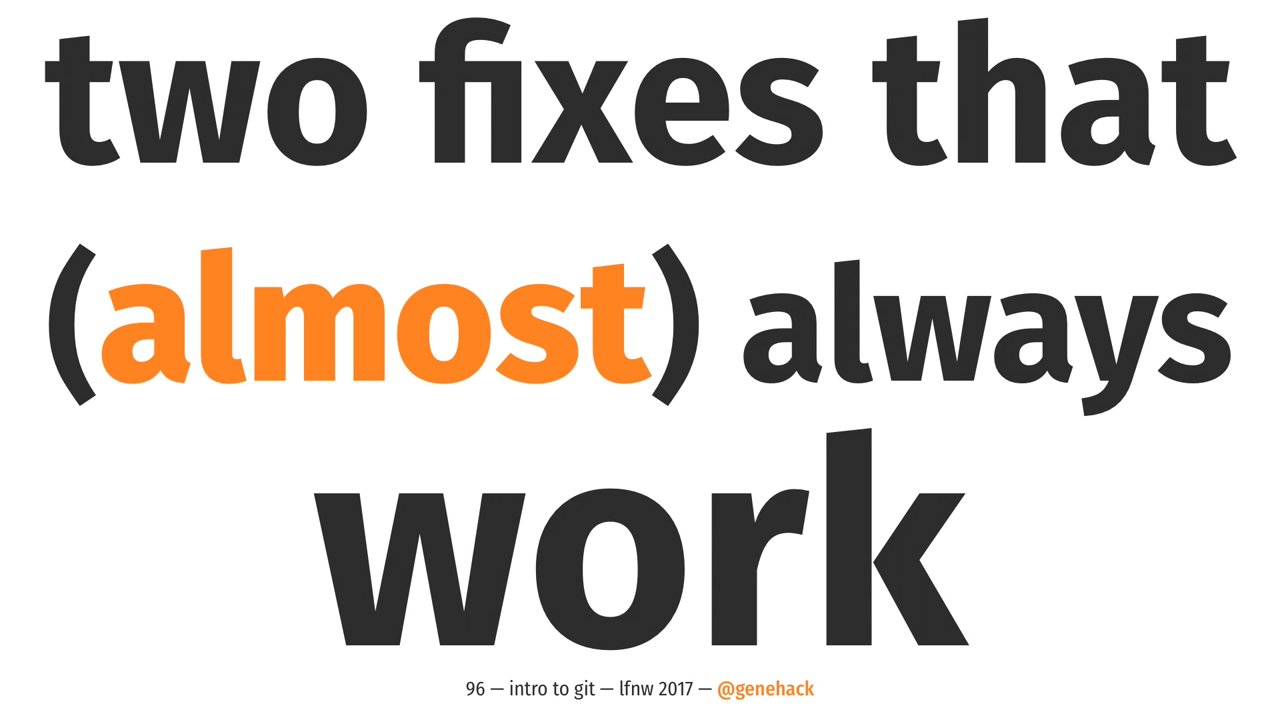 two fixes that
(almost) always
work
96 — intro to git — lfnw 2017 — @genehack